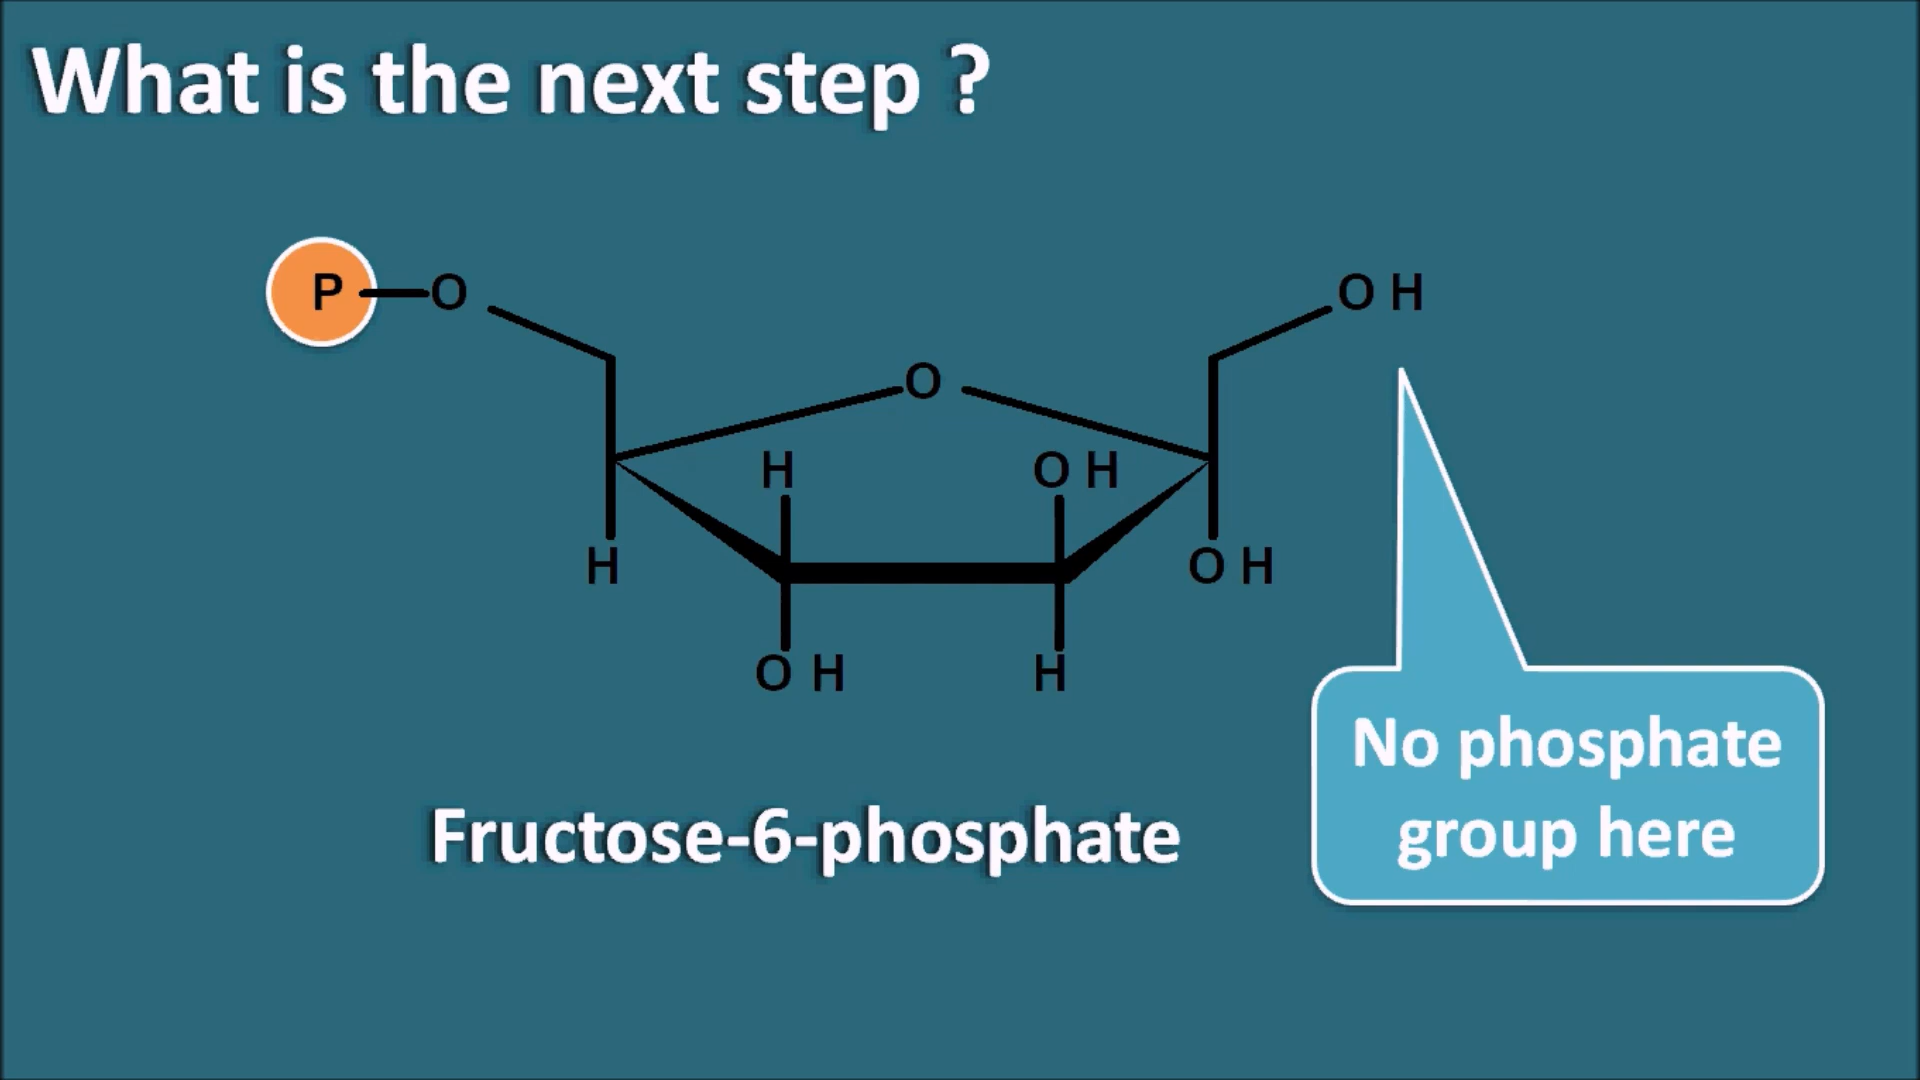 What is the next step ?
P O O H
O
H O H
H O H
O H H
No phosphate
group here
Fructose-6-phosphate